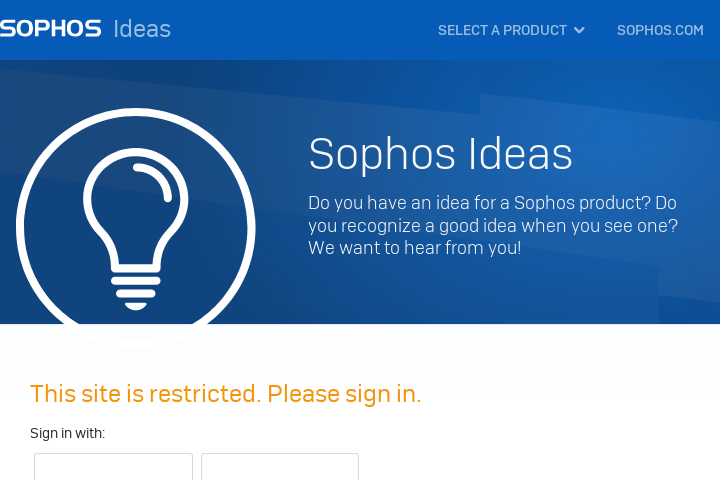 SOPHOS Ideas
SELECT A PRODUCT
SOPHOS.COM
Sophos Ideas
Do you have an idea for a Sophos product? Do
you recognize a good idea when you see one?
We want to hear from you!
This site is restricted. Please sign in.
Sign in with: